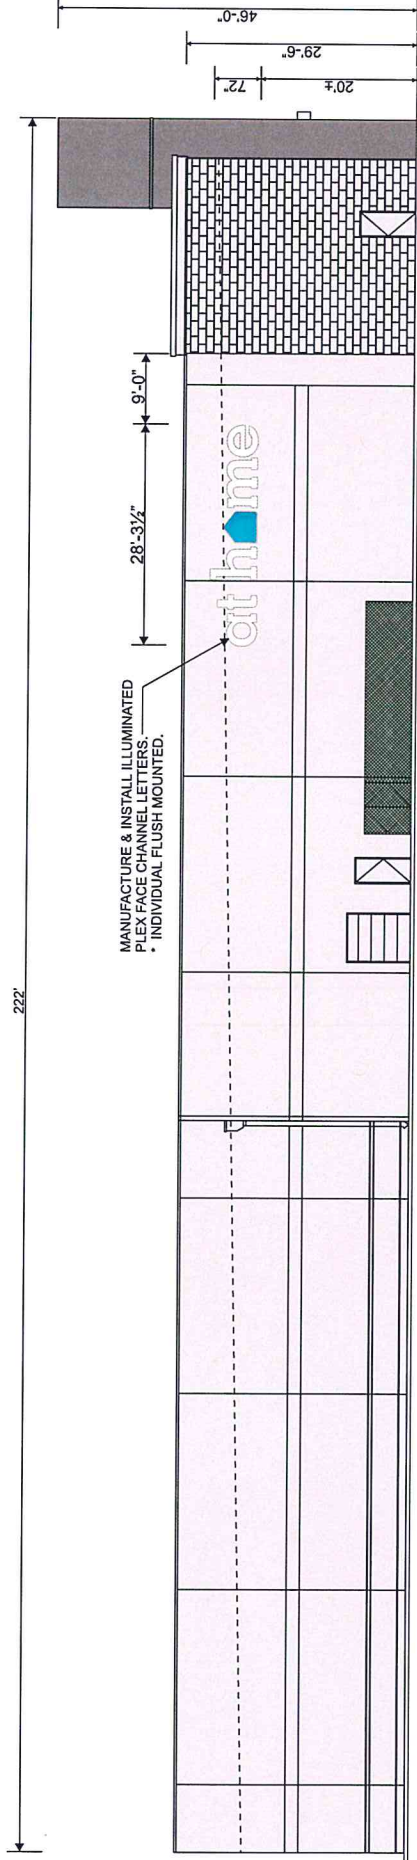 222'
46'-0"
29'-6"
72"
20'±
9'-0"
28'-3½"
MANUFACTURE & INSTALL ILLUMINATED
PLEX FACE CHANNEL LETTERS.
* INDIVIDUAL FLUSH MOUNTED.
at home